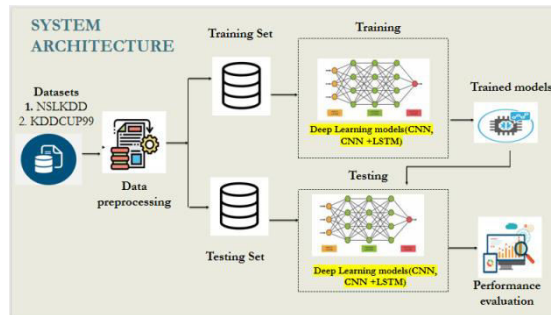 SYSTEM
ARCHITECTURE
Training Set
Training
Datasets
1. NSLKDD
2. KDDCUP99
Trained models
Deep Learning models(CNN,
CNN +LSTM)
Data
preprocessing
Testing
Testing Set
Deep Learning models(CNN,
CNN +LSTM)
Performance
evaluation